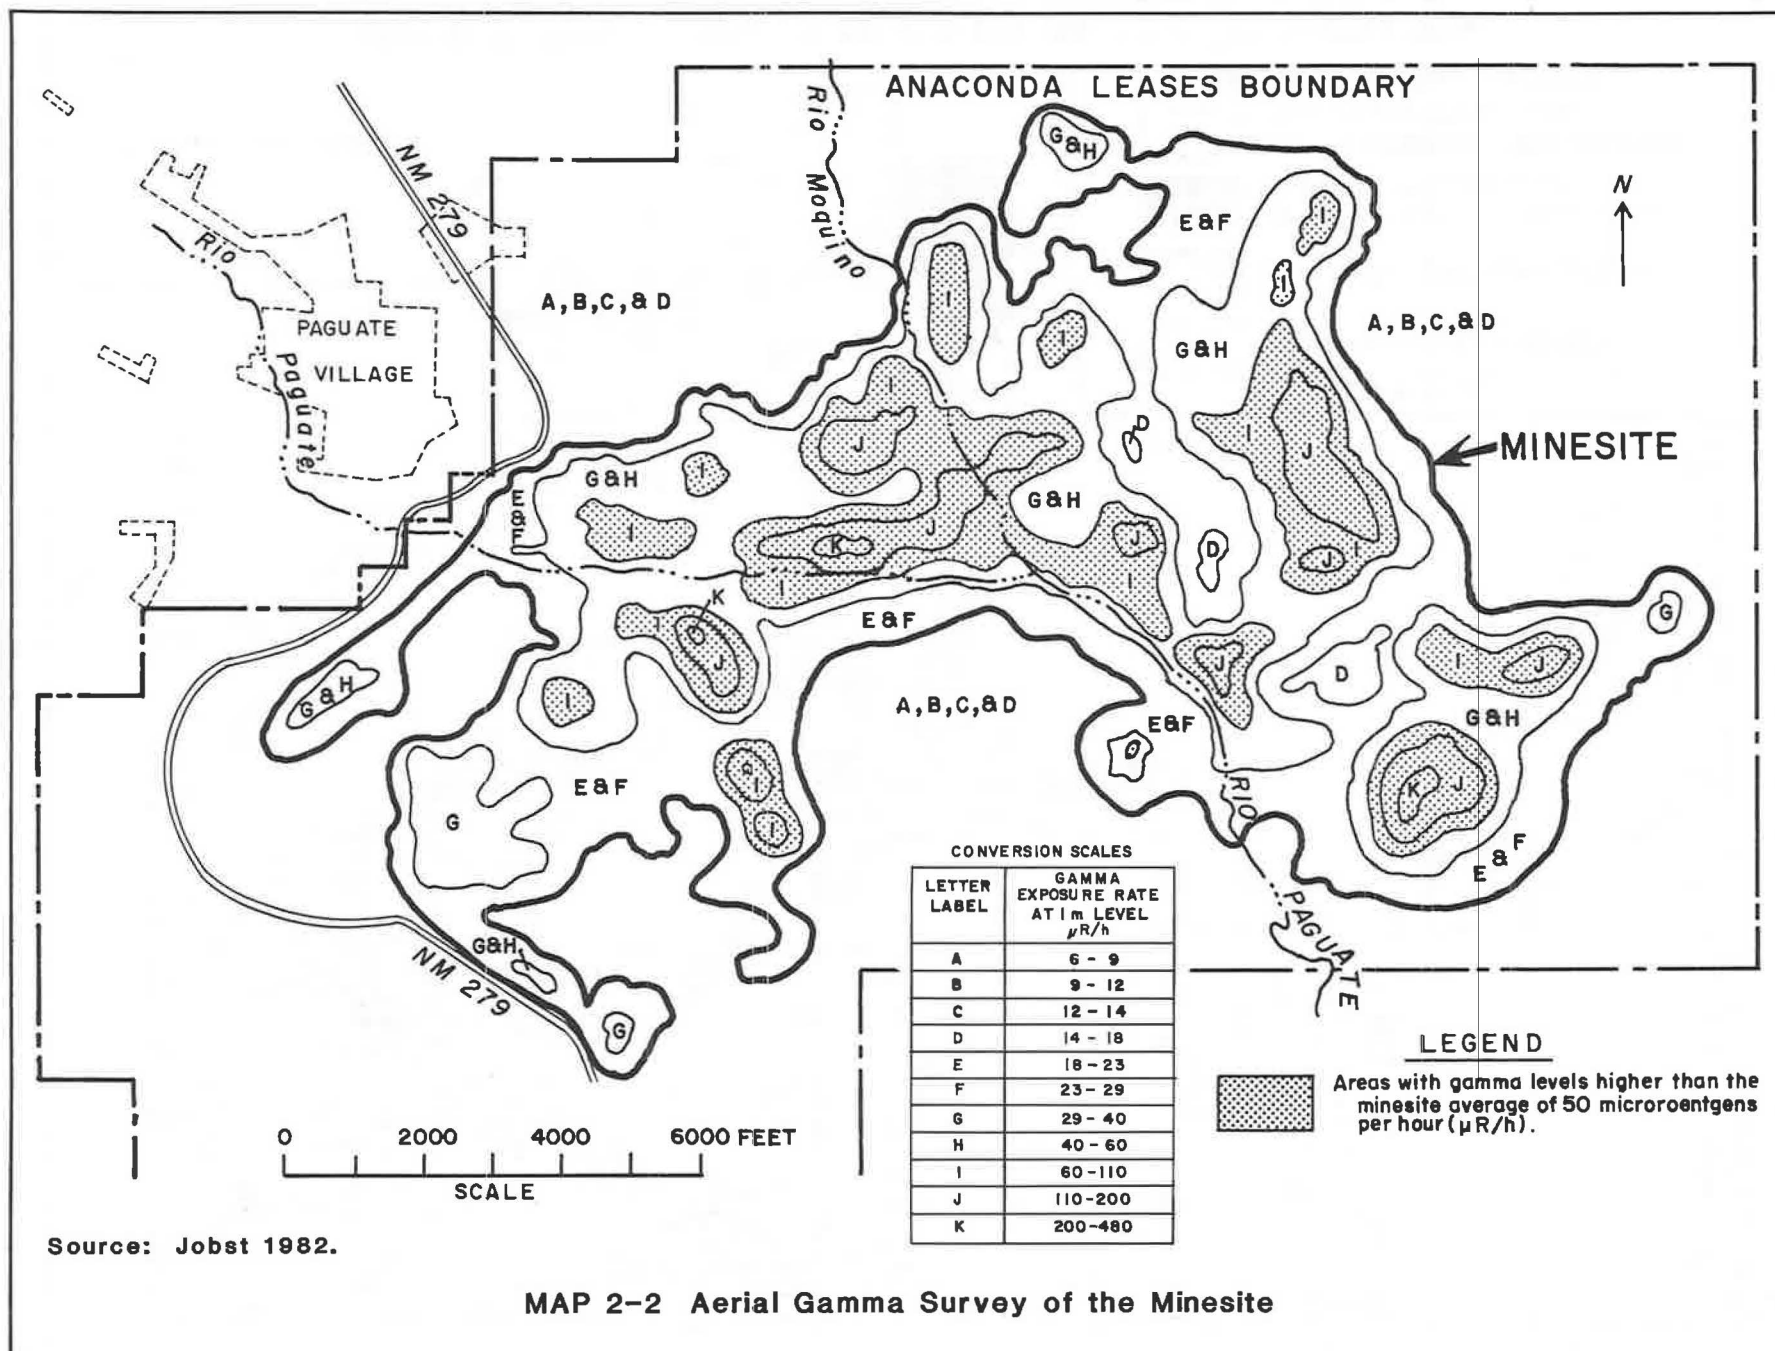 ANACONDA LEASES BOUNDARY
Rio Moquino
G&H
NM 279
N
I
E&F
Rio
I
A, B, C, & D
I
PAGUATE
VILLAGE
I
G&H
A, B, C, & D
Paguate
I
D
J
I
J
MINESITE
G&H
I
E&F
G&H
I
J
J
K
D
J
I
I
I
K
E&F
I
J
J
D
I
J
G
G&H
I
A, B, C, & D
E&F
G&H
E&F
G
I
I
K
J
RIO
E&F
PAGUATE
G&H
NM 279
G
CONVERSION SCALES
LETTER LABEL
GAMMA EXPOSURE RATE AT 1m LEVEL μR/h
A 6 - 9
B 9 - 12
C 12 - 14
D 14 - 18
E 18 - 23
F 23 - 29
G 29 - 40
H 40 - 60
I 60 - 110
J 110 - 200
K 200 - 480
LEGEND
Areas with gamma levels higher than the
minesite average of 50 microroentgens
per hour (μR/h).
0 2000 4000 6000 FEET
SCALE
Source: Jobst 1982.
MAP 2-2 Aerial Gamma Survey of the Minesite